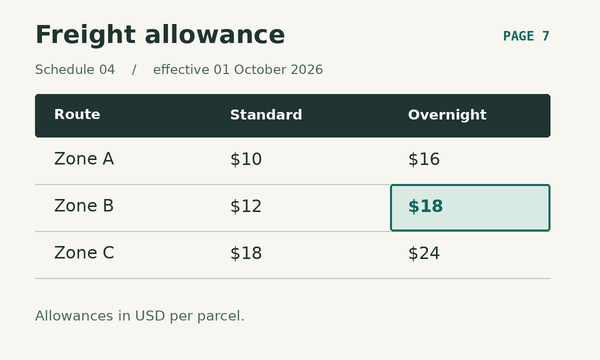 Freight allowance
PAGE 7
Schedule 04 / effective 01 October 2026
Route Standard Overnight
Zone A $10 $16
Zone B $12 $18
Zone C $18 $24
Allowances in USD per parcel.